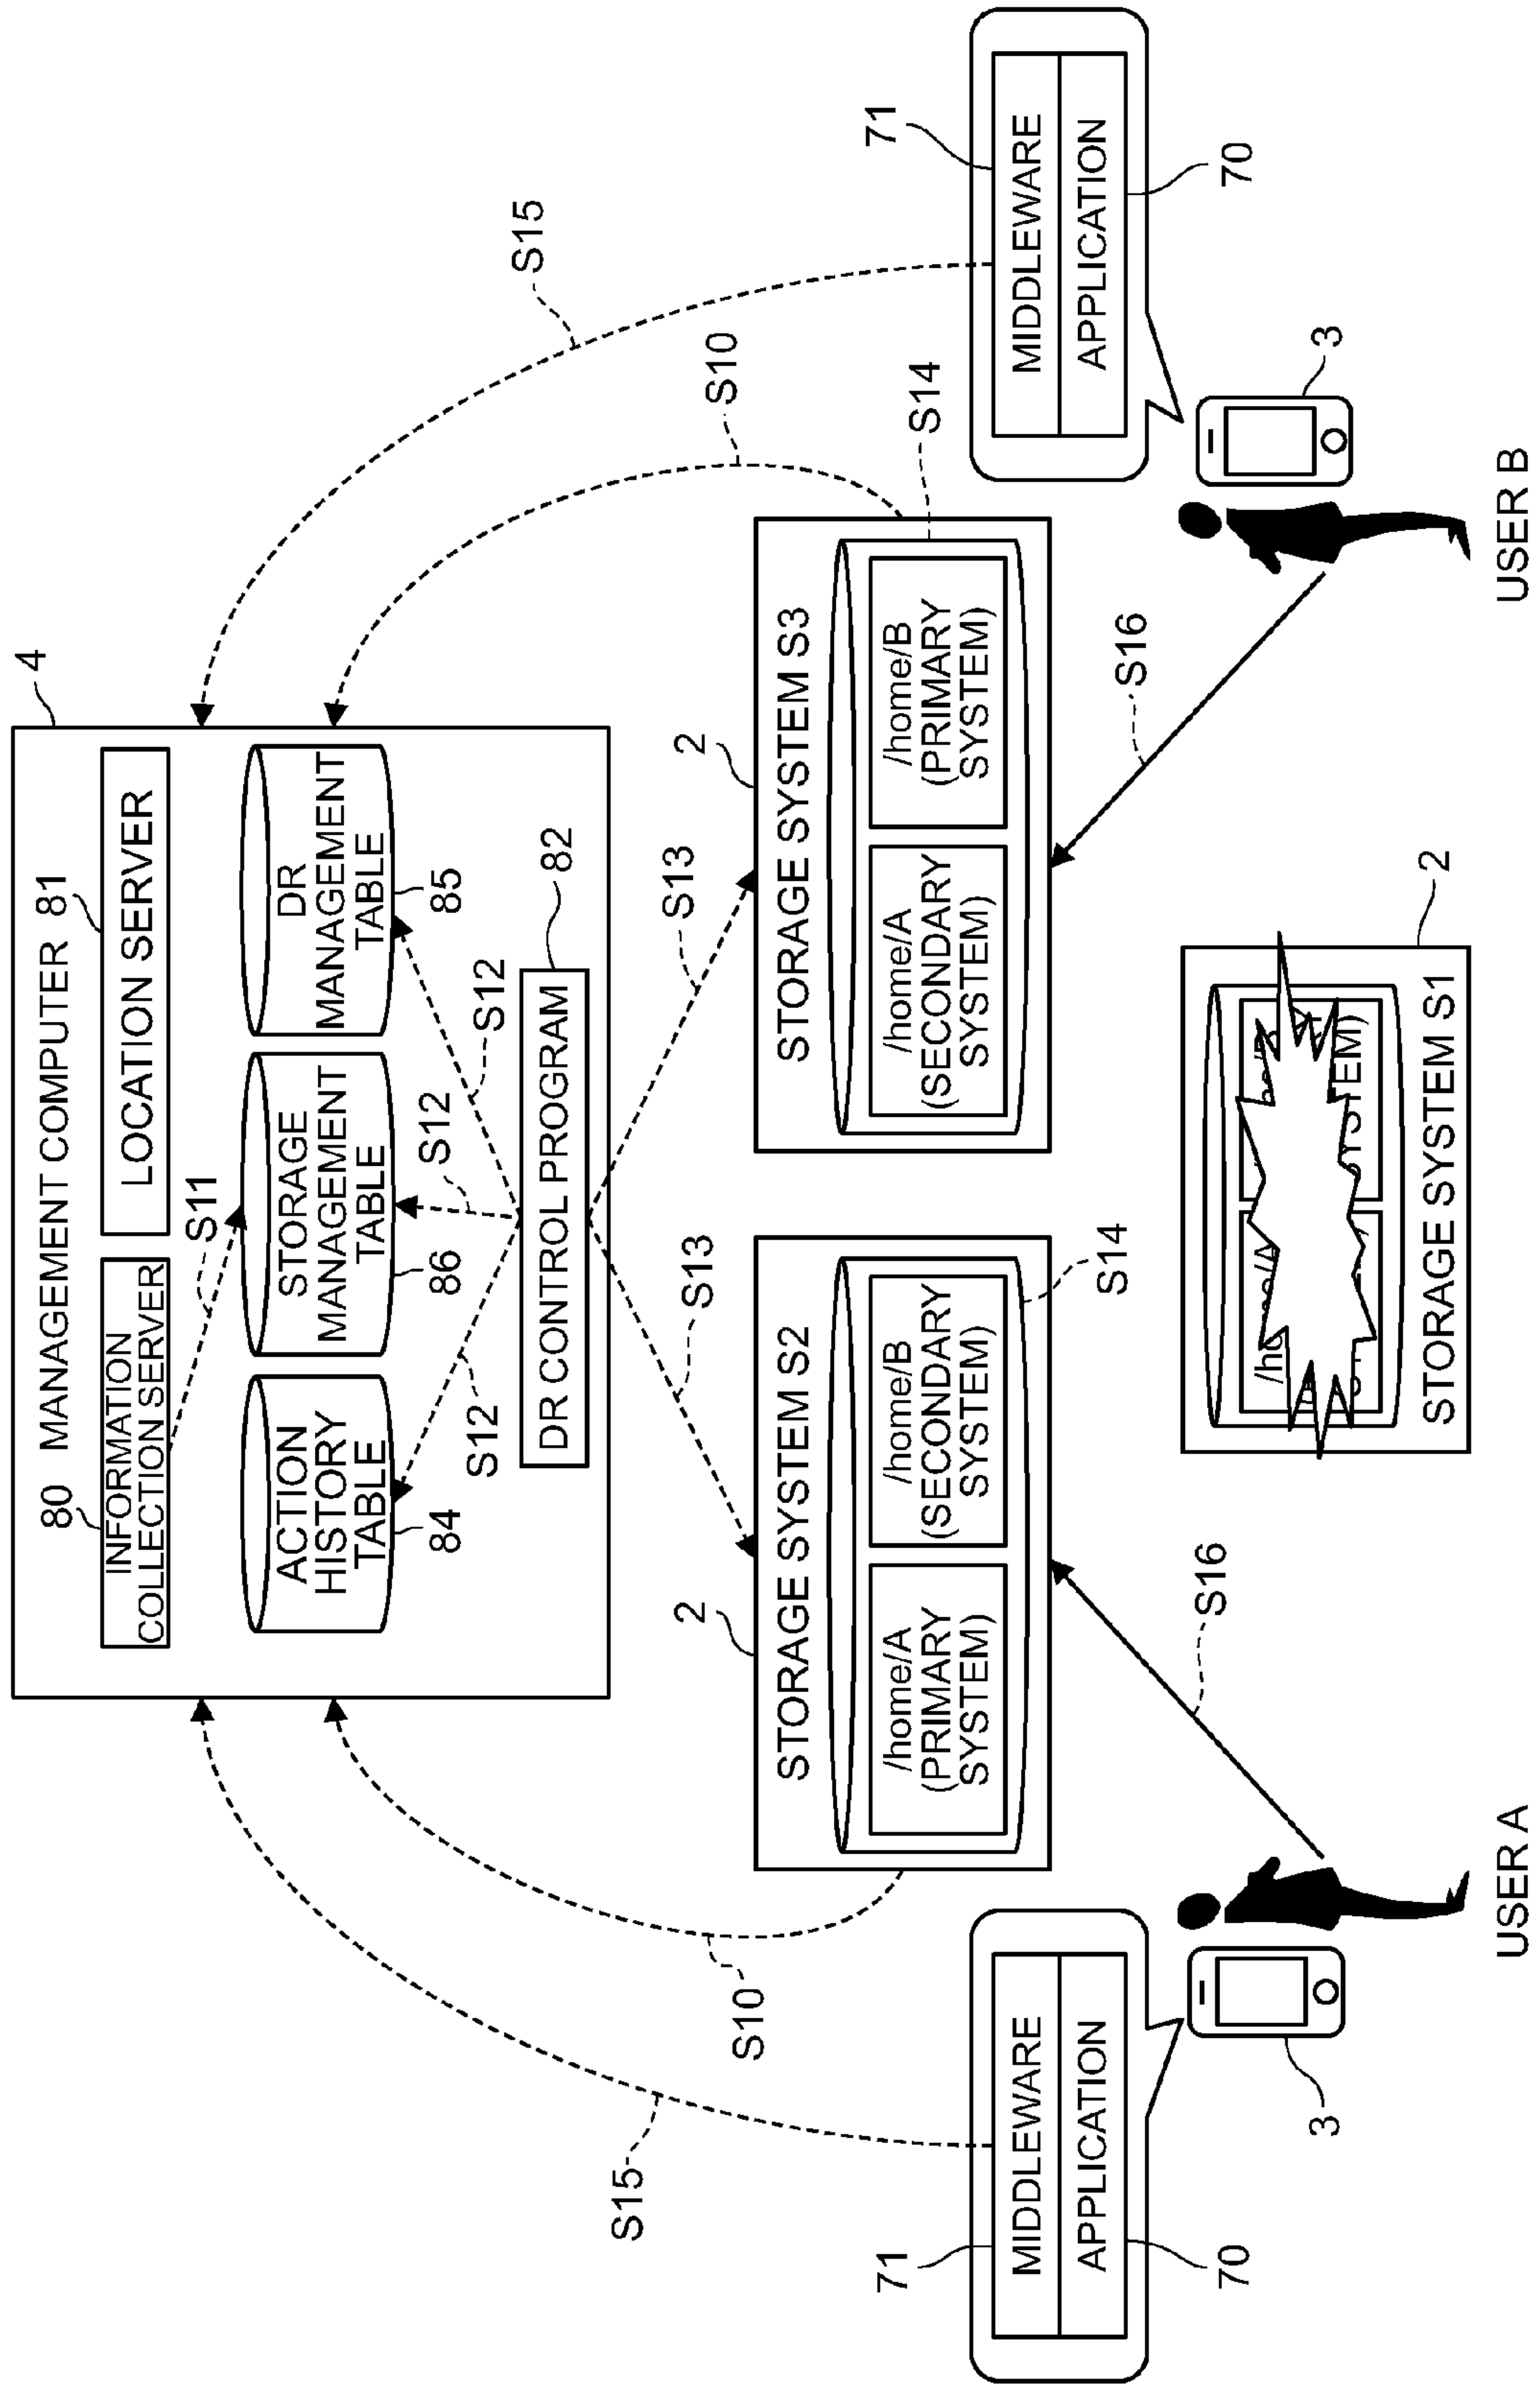 4
80
MANAGEMENT COMPUTER
81
INFORMATION
COLLECTION SERVER
LOCATION SERVER
S11
ACTION
HISTORY
TABLE
84
STORAGE
MANAGEMENT
TABLE
86
DR
MANAGEMENT
TABLE
85
S12
S12
S12
DR CONTROL PROGRAM
82
S15
S15
S10
S10
S13
S13
2
STORAGE SYSTEM S2
/home/A
(PRIMARY
SYSTEM)
/home/B
(SECONDARY
SYSTEM)
S14
2
STORAGE SYSTEM S3
/home/A
(SECONDARY
SYSTEM)
/home/B
(PRIMARY
SYSTEM)
S14
71
MIDDLEWARE
APPLICATION
70
3
USER A
S16
2
STORAGE SYSTEM S1
S16
71
MIDDLEWARE
APPLICATION
70
3
USER B